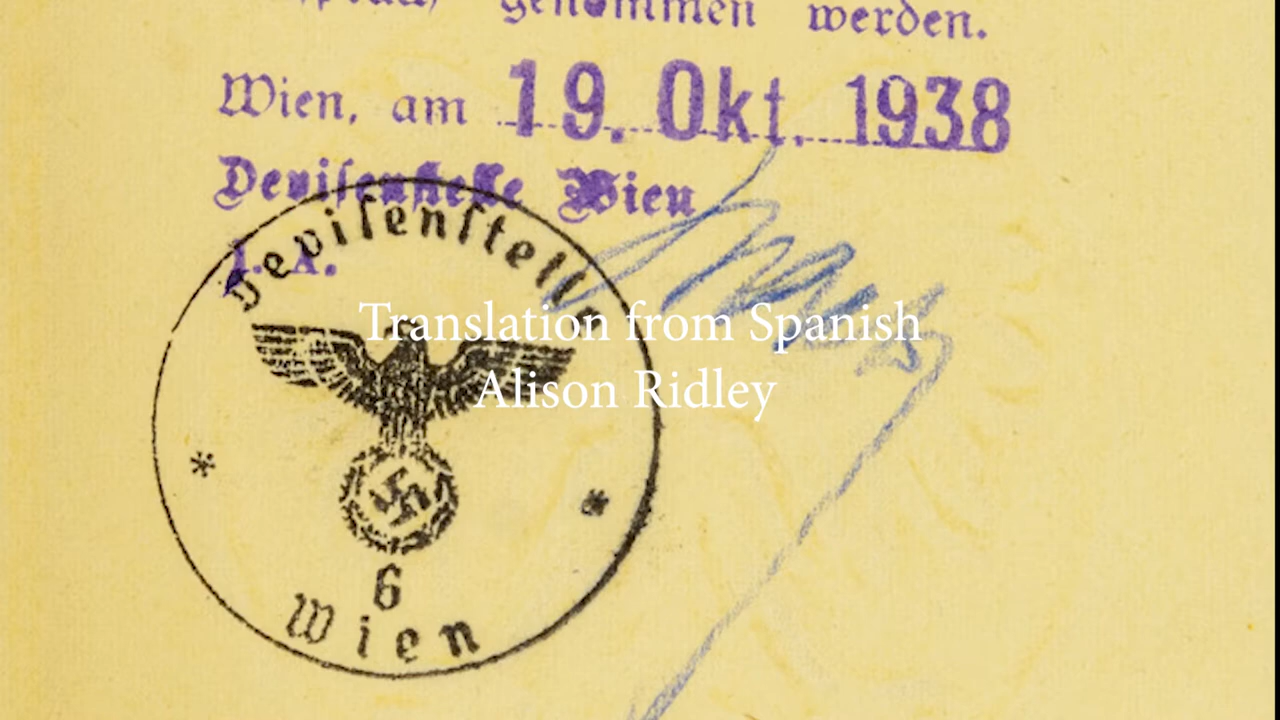 genommen werden.
Wien, am 19. Okt. 1938
Devisenstelle Wien
I. A.
Devisenstelle
Translation from Spanish
Alison Ridley
* *
6
Wien